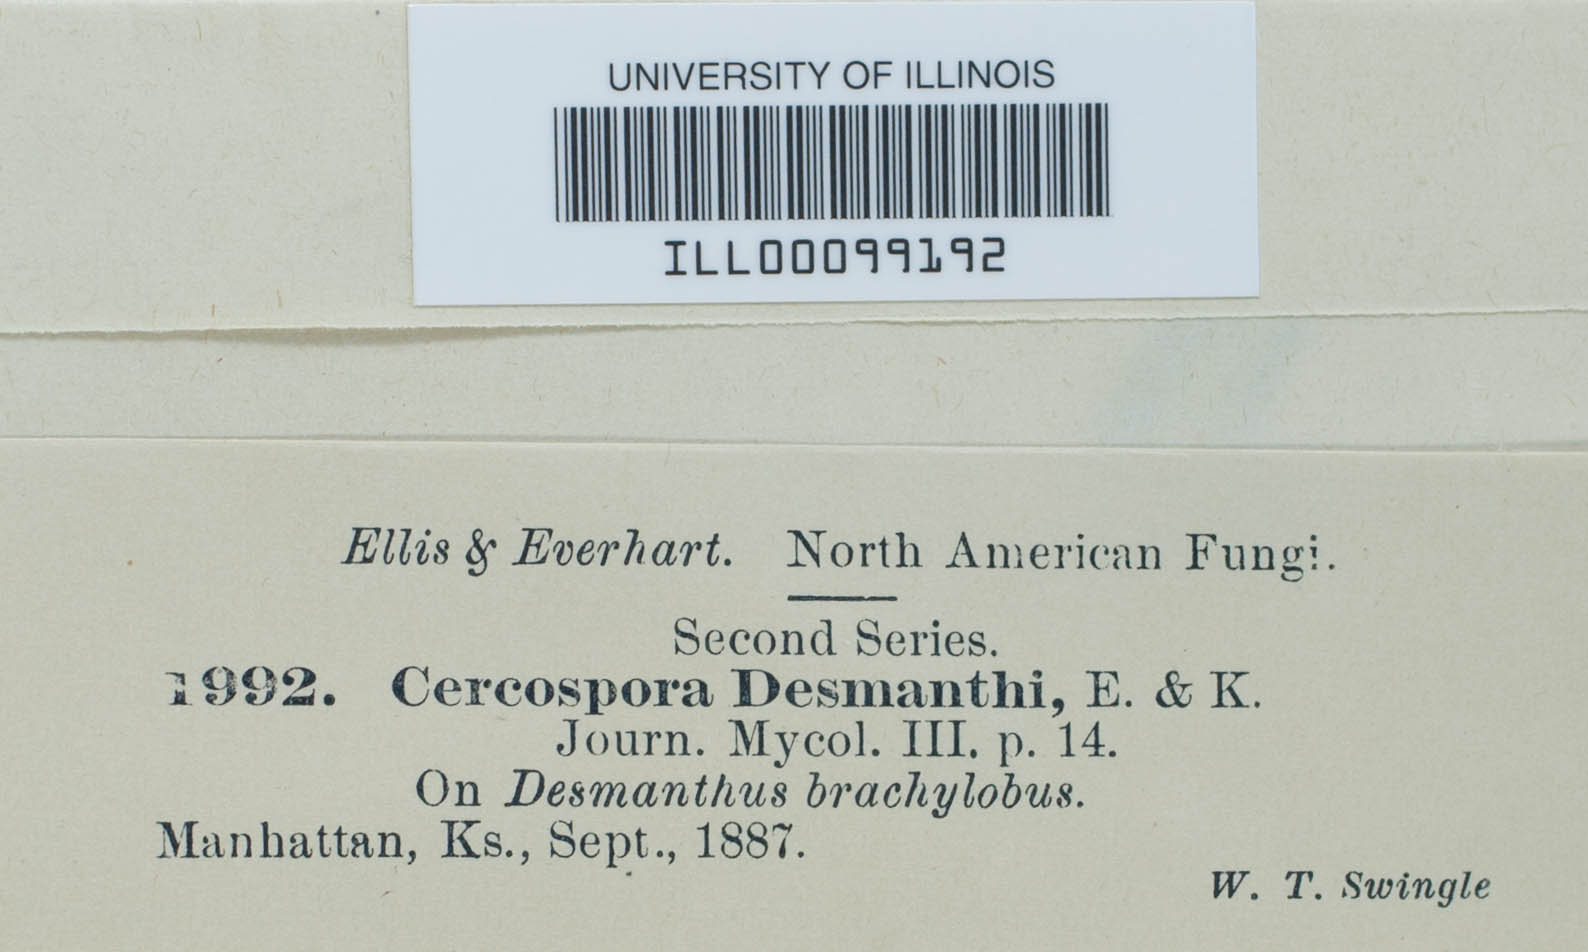 UNIVERSITY OF ILLINOIS
ILL00099192
Ellis & Everhart. North American Fungi.
Second Series.
1992. Cercospora Desmanthi, E. & K.
Journ. Mycol. III. p. 14.
On Desmanthus brachylobus.
Manhattan, Ks., Sept., 1887.
W. T. Swingle